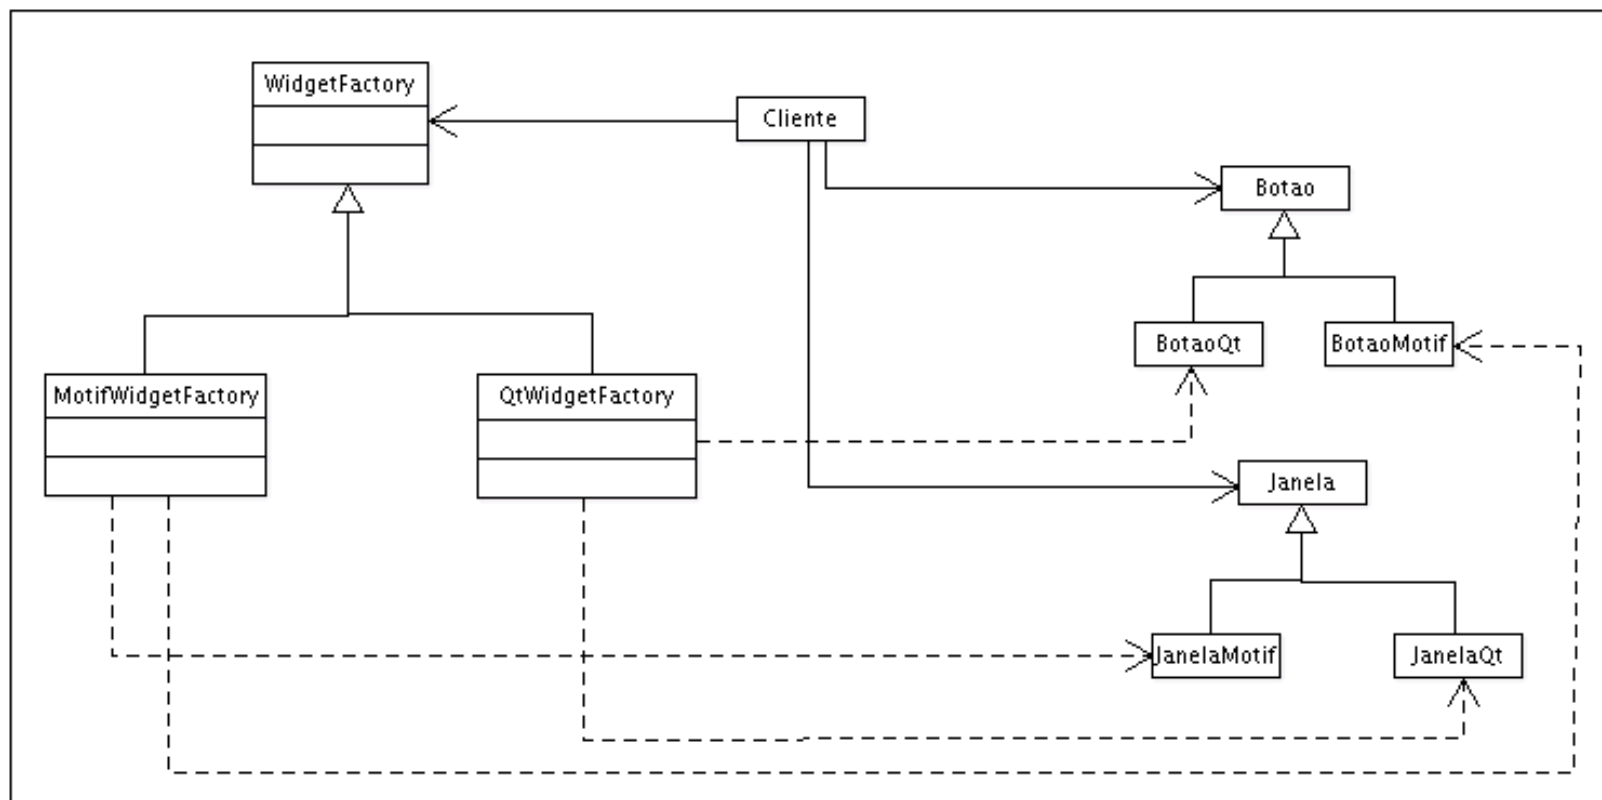 WidgetFactory
Cliente
Botao
BotaoQt
BotaoMotif
MotifWidgetFactory
QtWidgetFactory
Janela
JanelaMotif
JanelaQt